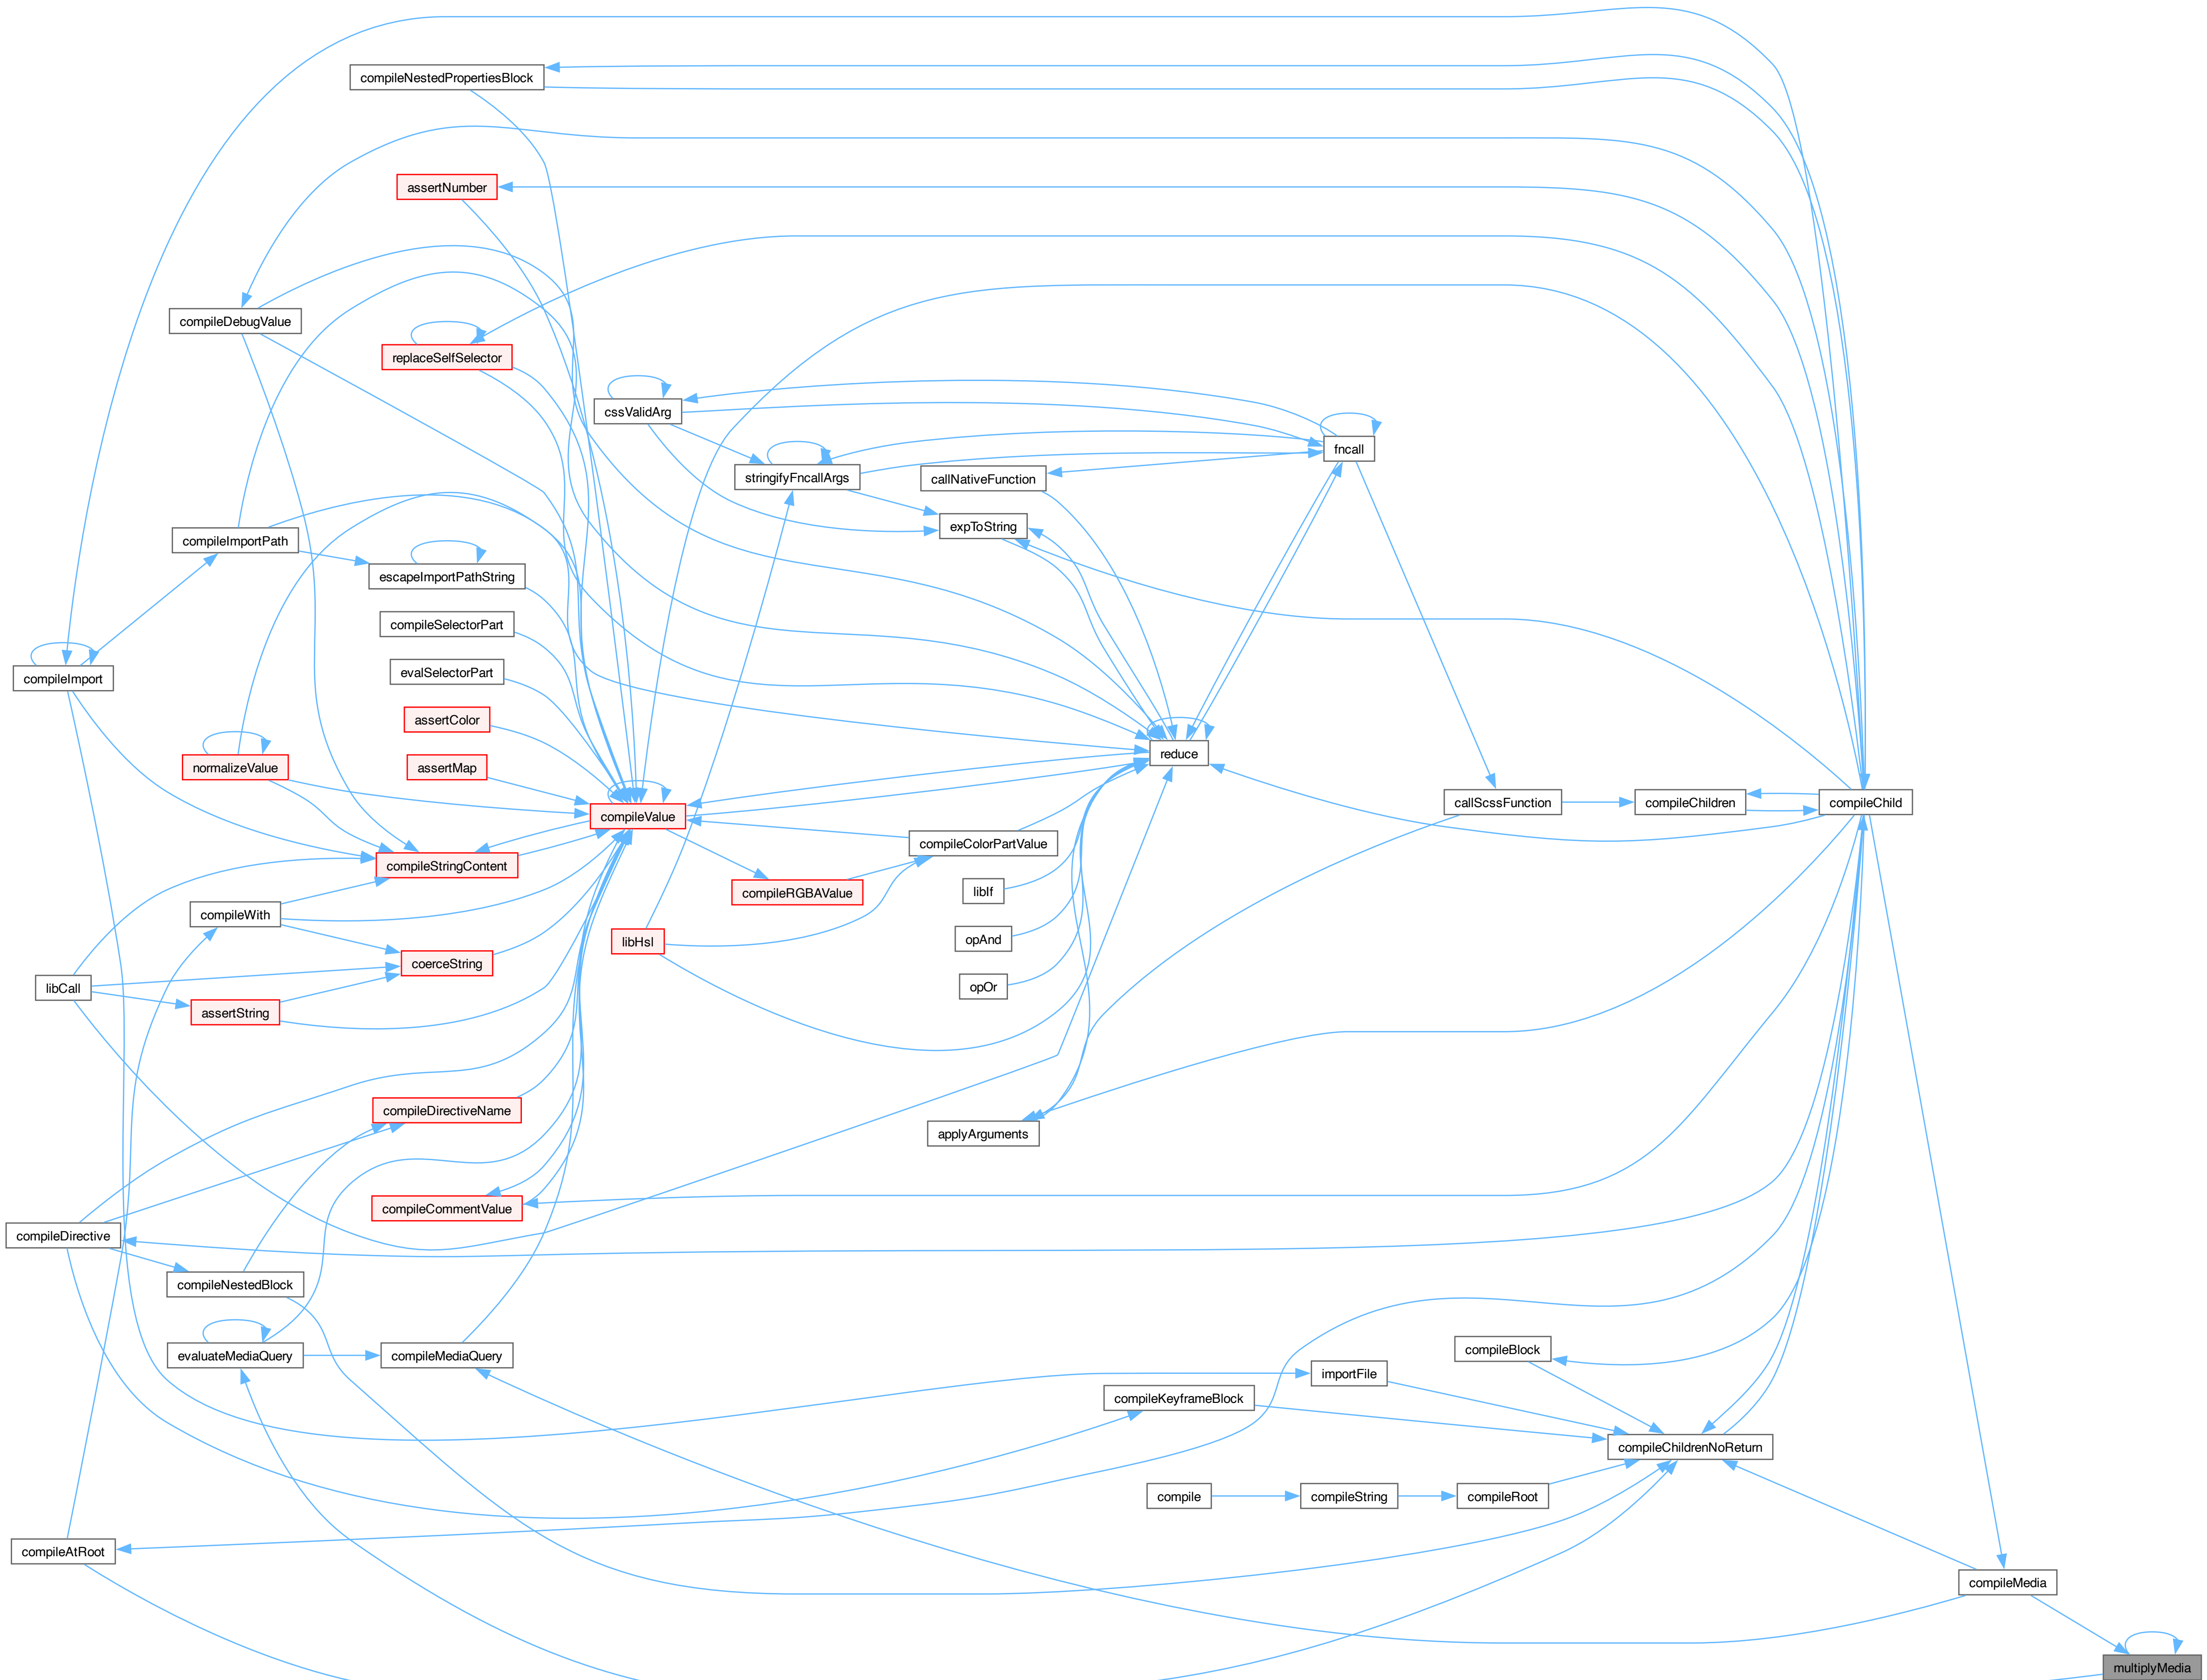 compileNestedPropertiesBlock
assertNumber
compileDebugValue
replaceSelfSelector
cssValidArg
fncall
stringifyFncallArgs
callNativeFunction
expToString
compileImportPath
escapeImportPathString
compileSelectorPart
evalSelectorPart
compileImport
assertColor
reduce
normalizeValue
assertMap
compileValue
callScssFunction
compileChildren
compileChild
compileColorPartValue
compileStringContent
compileRGBAValue
libIf
compileWith
opAnd
libHsl
coerceString
libCall
opOr
assertString
compileDirectiveName
applyArguments
compileCommentValue
compileDirective
compileNestedBlock
evaluateMediaQuery
compileMediaQuery
compileBlock
importFile
compileKeyframeBlock
compileChildrenNoReturn
compile
compileString
compileRoot
compileAtRoot
compileMedia
multiplyMedia